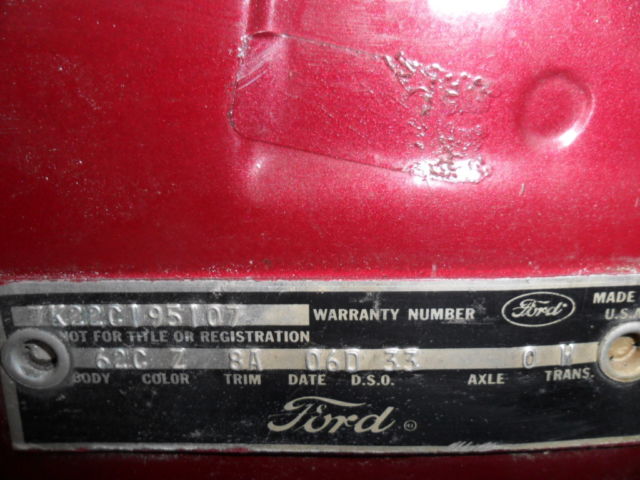 7K22C195107 WARRANTY NUMBER Ford MADE
NOT FOR TITLE OR REGISTRATION U.S.A
62C Z 8A 06D 33
BODY COLOR TRIM DATE D.S.O. AXLE TRANS.
Ford